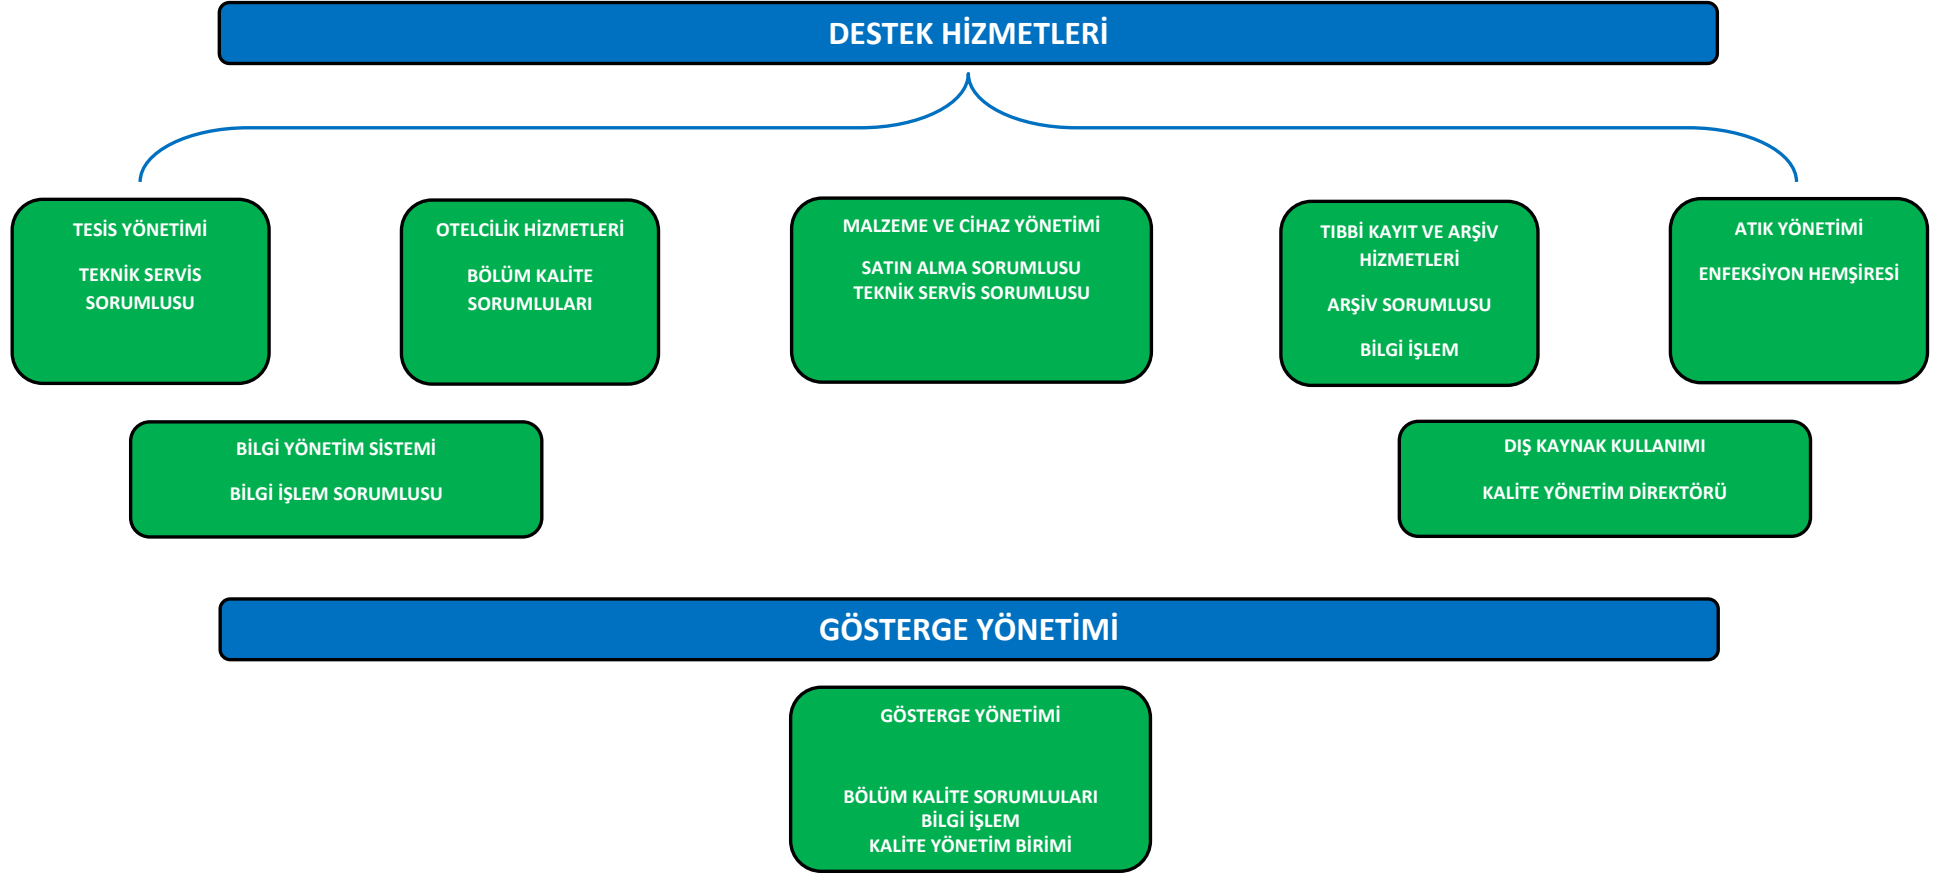 DESTEK HİZMETLERİ
TESİS YÖNETİMİ
TEKNİK SERVİS
SORUMLUSU
OTELCİLİK HİZMETLERİ
BÖLÜM KALİTE
SORUMLULARI
MALZEME VE CİHAZ YÖNETİMİ
SATIN ALMA SORUMLUSU
TEKNİK SERVİS SORUMLUSU
TIBBİ KAYIT VE ARŞİV
HİZMETLERİ
ARŞİV SORUMLUSU
BİLGİ İŞLEM
ATIK YÖNETİMİ
ENFEKSİYON HEMŞİRESİ
BİLGİ YÖNETİM SİSTEMİ
BİLGİ İŞLEM SORUMLUSU
DIŞ KAYNAK KULLANIMI
KALİTE YÖNETİM DİREKTÖRÜ
GÖSTERGE YÖNETİMİ
GÖSTERGE YÖNETİMİ
BÖLÜM KALİTE SORUMLULARI
BİLGİ İŞLEM
KALİTE YÖNETİM BİRİMİ